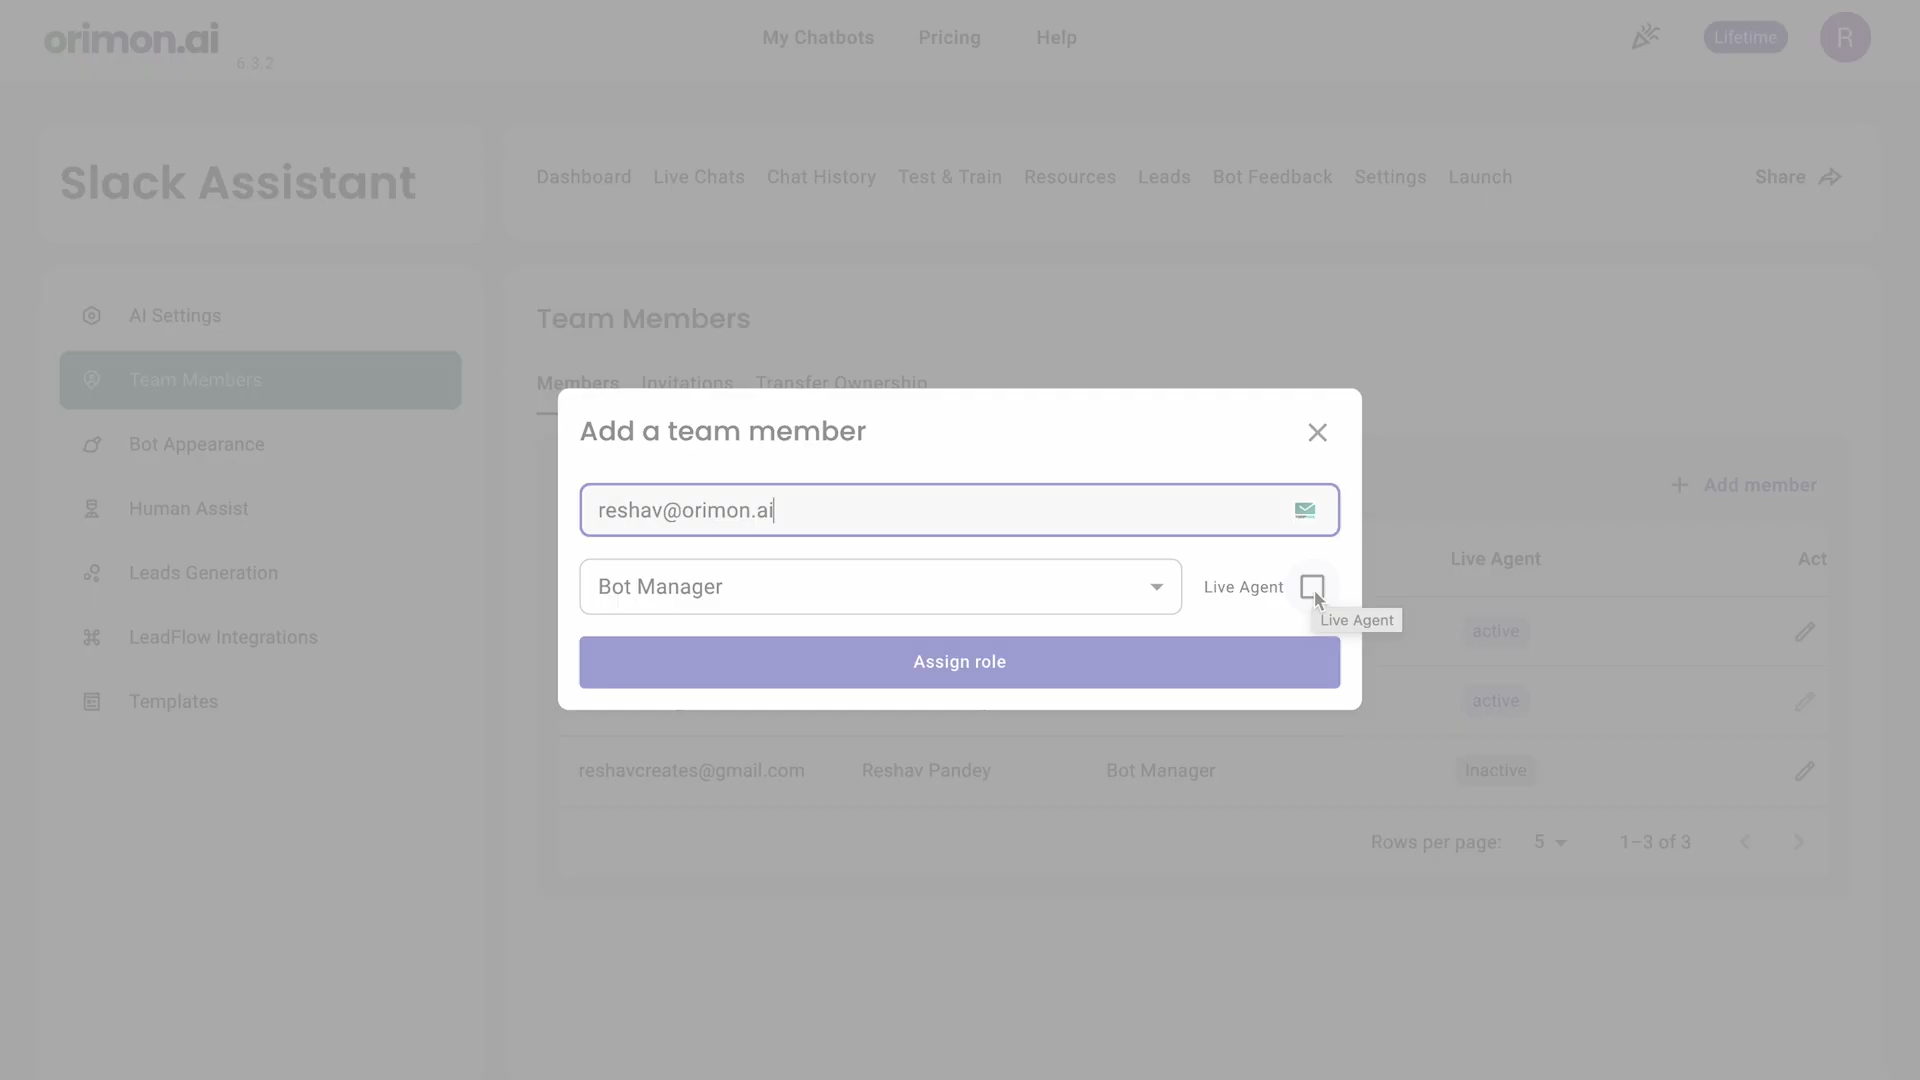 orimon.ai
6.3.2
My Chatbots Pricing Help
Lifetime
R
Slack Assistant
Dashboard Live Chats Chat History Test & Train Resources Leads Bot Feedback Settings Launch
Share
AI Settings
Team Members
Bot Appearance
Human Assist
Leads Generation
LeadFlow Integrations
Templates
Team Members
Members Invitations Transfer Ownership
Add member
Add a team member
reshav@orimon.ai
Bot Manager
Live Agent
Live Agent
Assign role
Live Agent Act
active
active
reshavcreates@gmail.com Reshav Pandey Bot Manager Inactive
Rows per page: 5 1–3 of 3